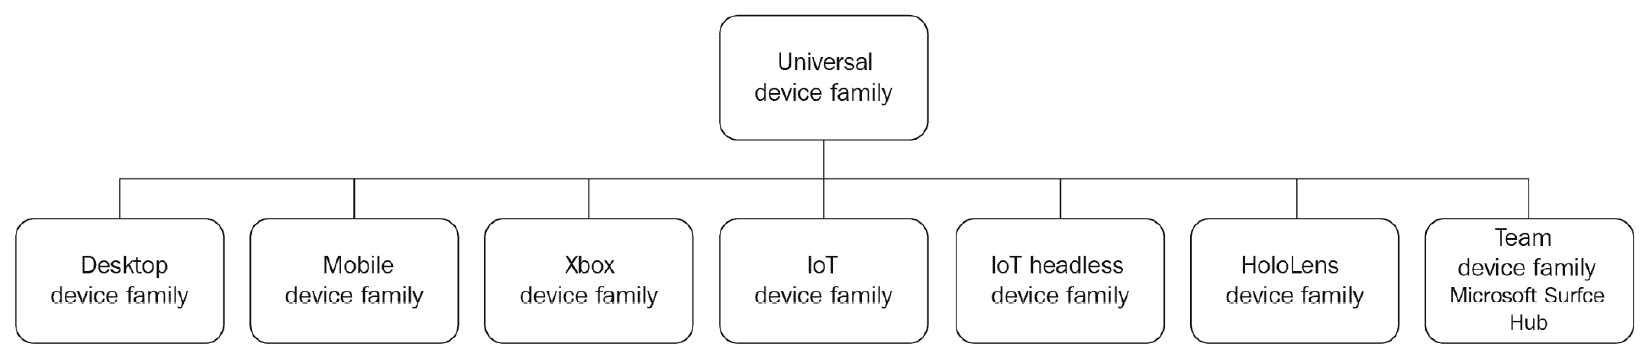 Universal
device family
Desktop
device family
Mobile
device family
Xbox
device family
IoT
device family
IoT headless
device family
HoloLens
device family
Team
device family
Microsoft Surfce
Hub